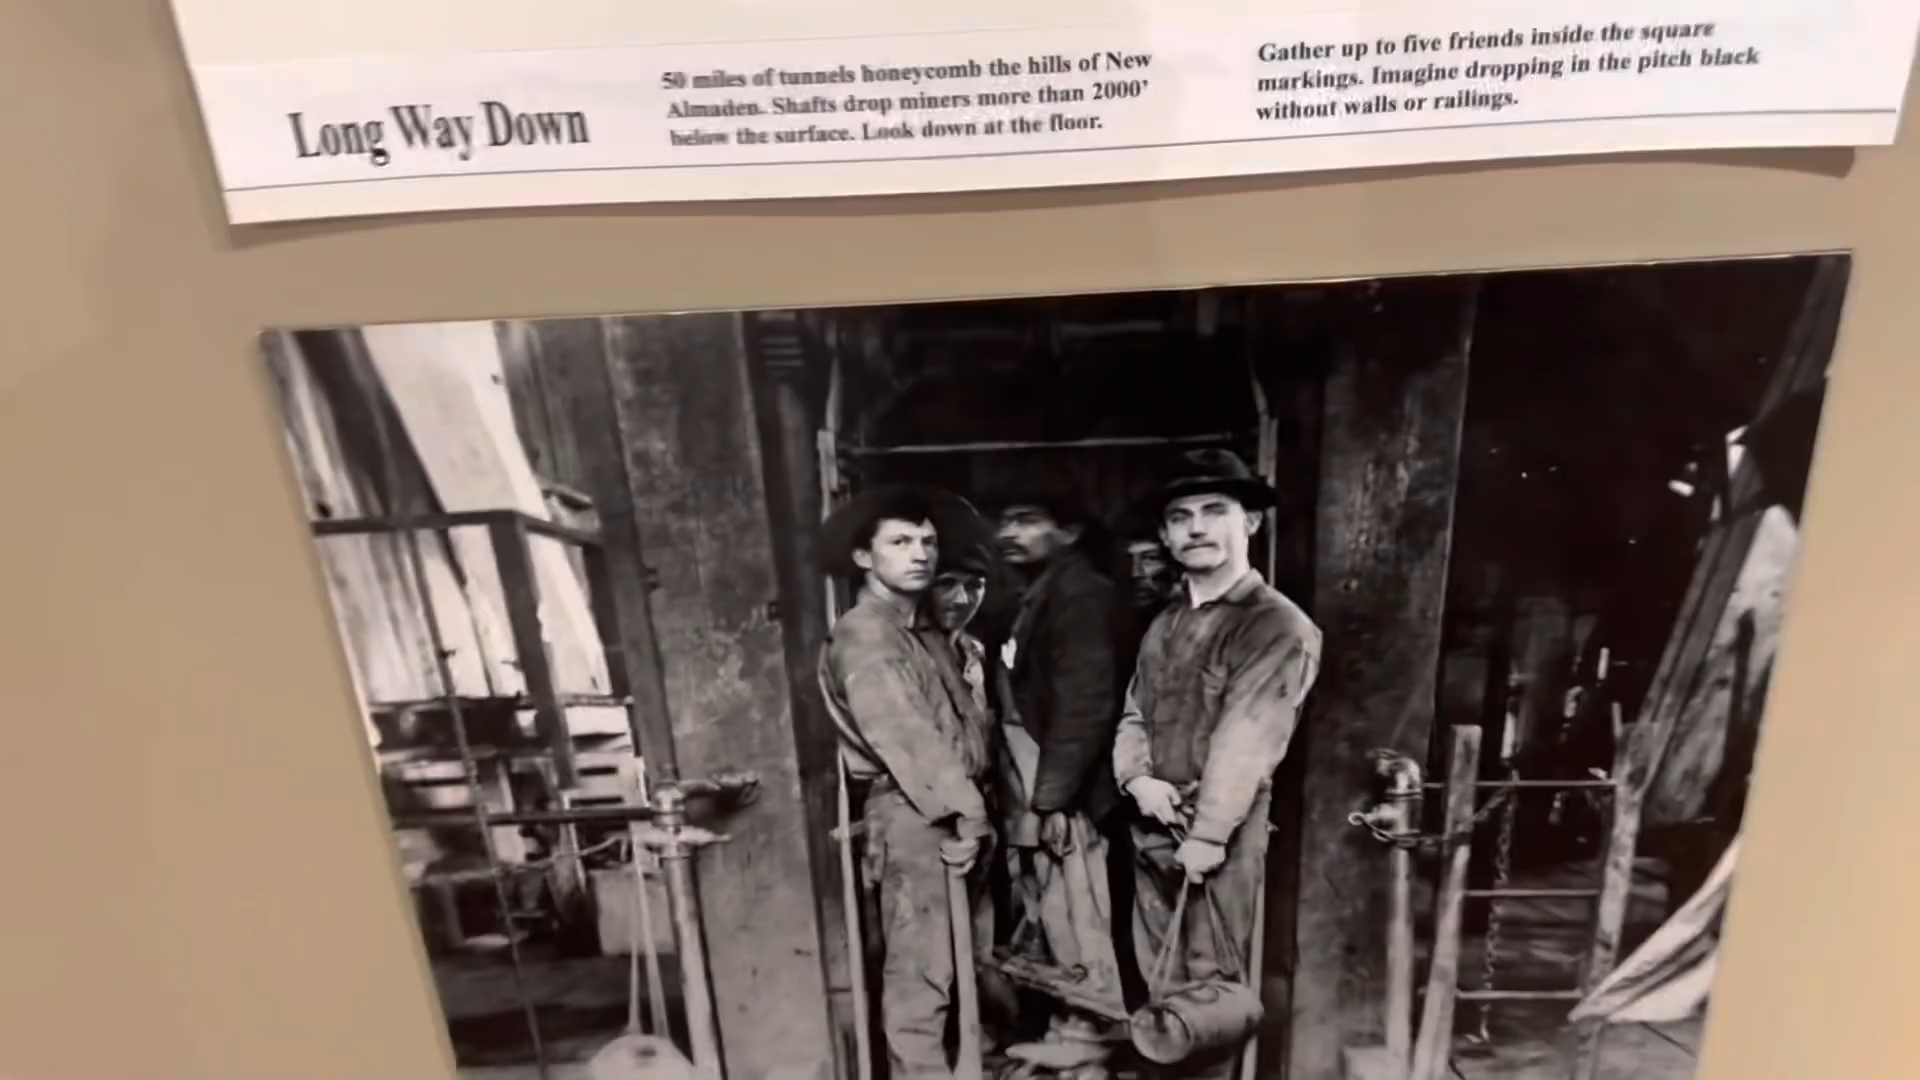 Long Way Down
50 miles of tunnels honeycomb the hills of New
Almaden. Shafts drop miners more than 2000’
below the surface. Look down at the floor.
Gather up to five friends inside the square
markings. Imagine dropping in the pitch black
without walls or railings.